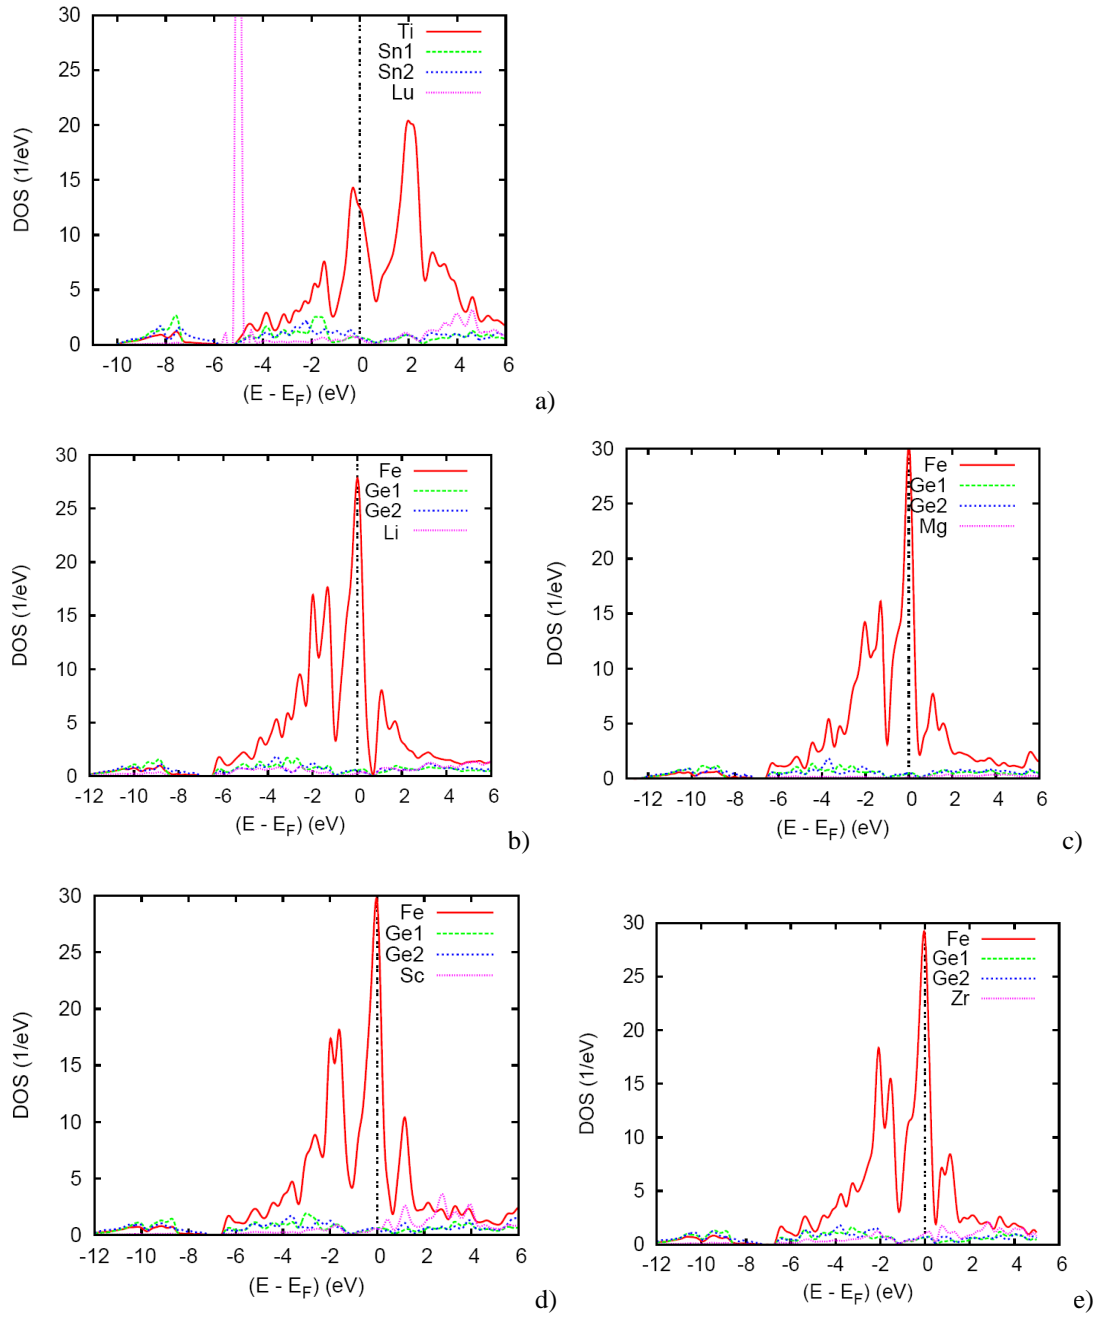 30
25
20
15
10
5
0
DOS (1/eV)
Ti
Sn1
Sn2
Lu
-10 -8 -6 -4 -2 0 2 4 6
(E - EF) (eV)
a)
30
25
20
15
10
5
0
DOS (1/eV)
Fe
Ge1
Ge2
Li
-12 -10 -8 -6 -4 -2 0 2 4 6
(E - EF) (eV)
b)
30
25
20
15
10
5
0
DOS (1/eV)
Fe
Ge1
Ge2
Mg
-12 -10 -8 -6 -4 -2 0 2 4 6
(E - EF) (eV)
c)
30
25
20
15
10
5
0
DOS (1/eV)
Fe
Ge1
Ge2
Sc
-12 -10 -8 -6 -4 -2 0 2 4 6
(E - EF) (eV)
d)
30
25
20
15
10
5
0
DOS (1/eV)
Fe
Ge1
Ge2
Zr
-12 -10 -8 -6 -4 -2 0 2 4 6
(E - EF) (eV)
e)